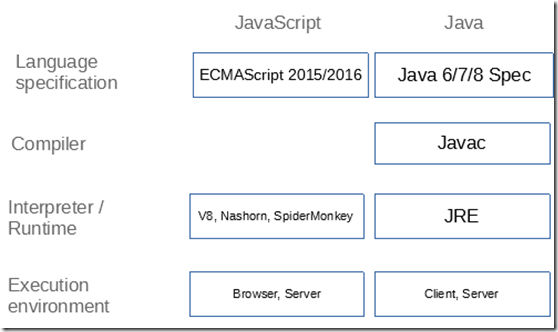 JavaScript
Java
Language
specification
ECMAScript 2015/2016
Java 6/7/8 Spec
Compiler
Javac
Interpreter /
Runtime
V8, Nashorn, SpiderMonkey
JRE
Execution
environment
Browser, Server
Client, Server